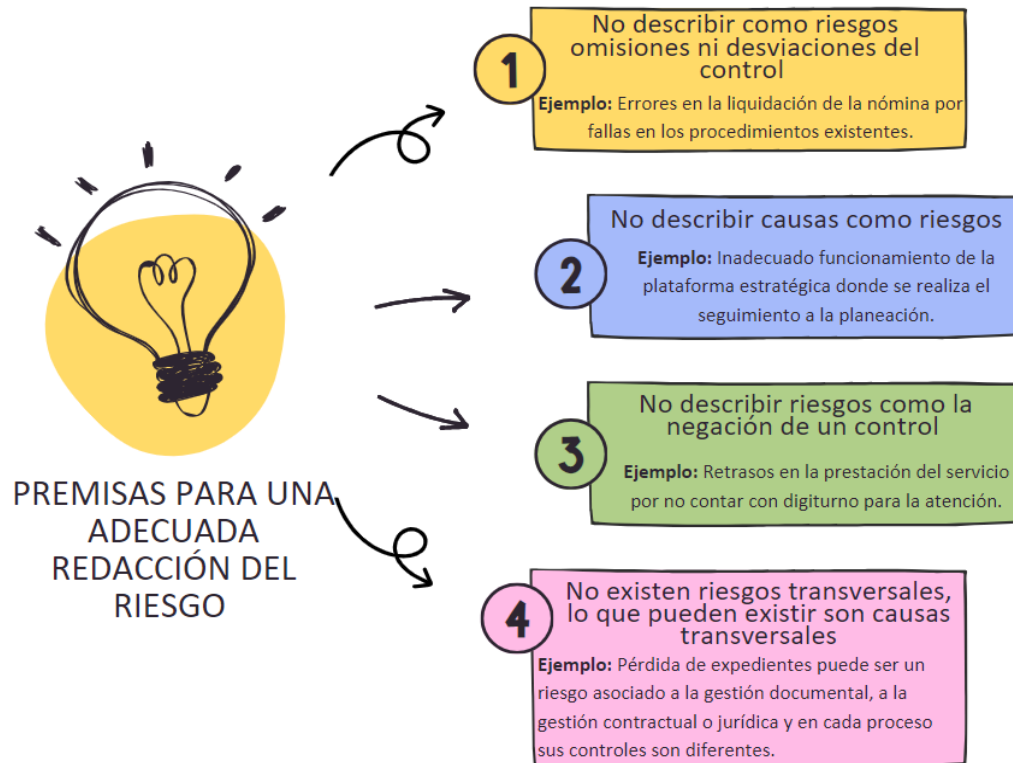 PREMISAS PARA UNA
ADECUADA
REDACCIÓN DEL
RIESGO
1
No describir como riesgos
omisiones ni desviaciones del
control
Ejemplo: Errores en la liquidación de la nómina por
fallas en los procedimientos existentes.
2
No describir causas como riesgos
Ejemplo: Inadecuado funcionamiento de la
plataforma estratégica donde se realiza el
seguimiento a la planeación.
3
No describir riesgos como la
negación de un control
Ejemplo: Retrasos en la prestación del servicio
por no contar con digiturno para la atención.
4
No existen riesgos transversales,
lo que pueden existir son causas
transversales
Ejemplo: Pérdida de expedientes puede ser un
riesgo asociado a la gestión documental, a la
gestión contractual o jurídica y en cada proceso
sus controles son diferentes.